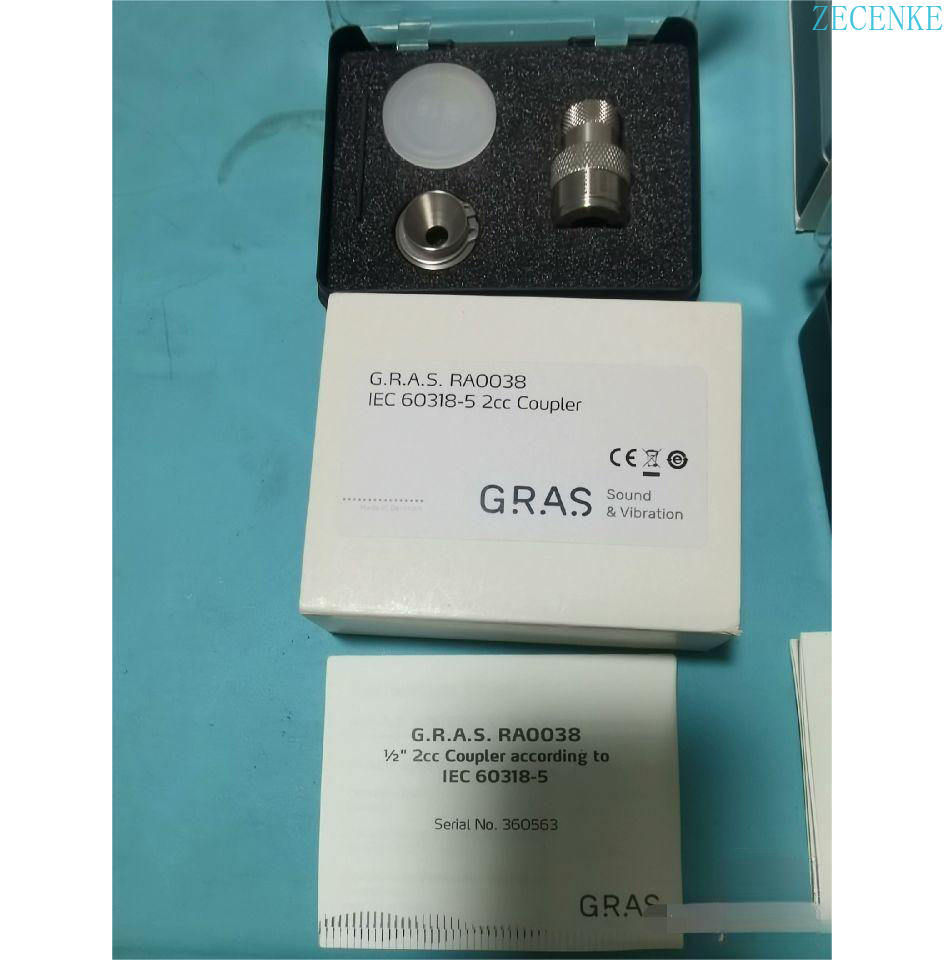 ZECENKE
G.R.A.S. RA0038
IEC 60318-5 2cc Coupler
CE
GRAS Sound
& Vibration
Made in Denmark
G.R.A.S. RA0038
½" 2cc Coupler according to
IEC 60318-5
Serial No. 360563
GRAS